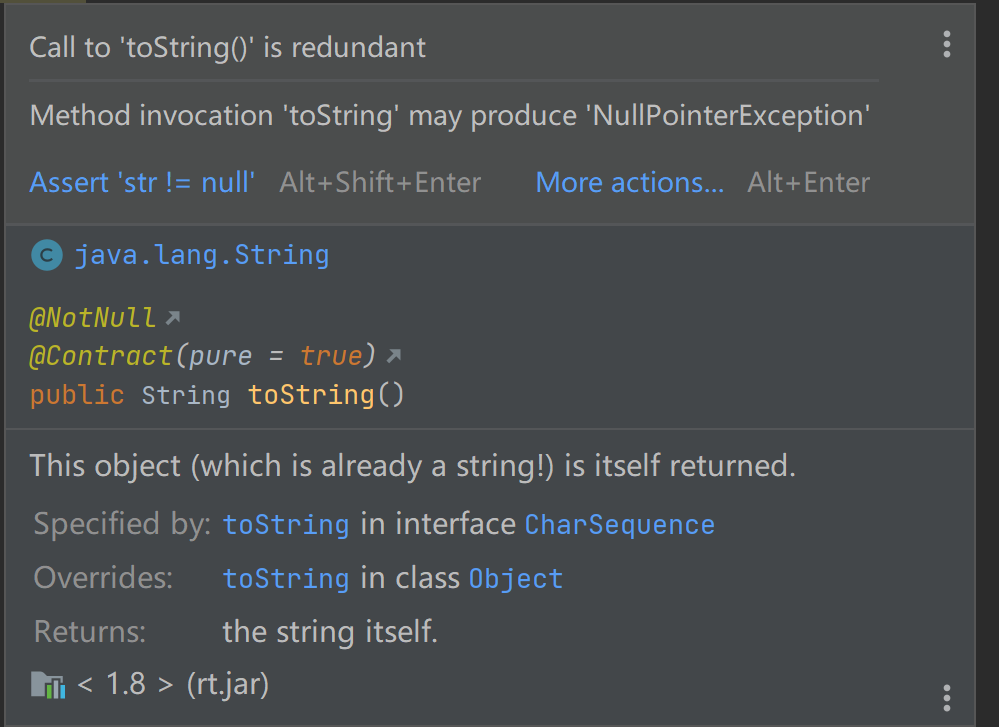 Call to 'toString()' is redundant
Method invocation 'toString' may produce 'NullPointerException'
Assert 'str != null' Alt+Shift+Enter More actions... Alt+Enter
C java.lang.String
@NotNull
@Contract(pure = true)
public String toString()
This object (which is already a string!) is itself returned.
Specified by: toString in interface CharSequence
Overrides: toString in class Object
Returns: the string itself.
< 1.8 > (rt.jar)